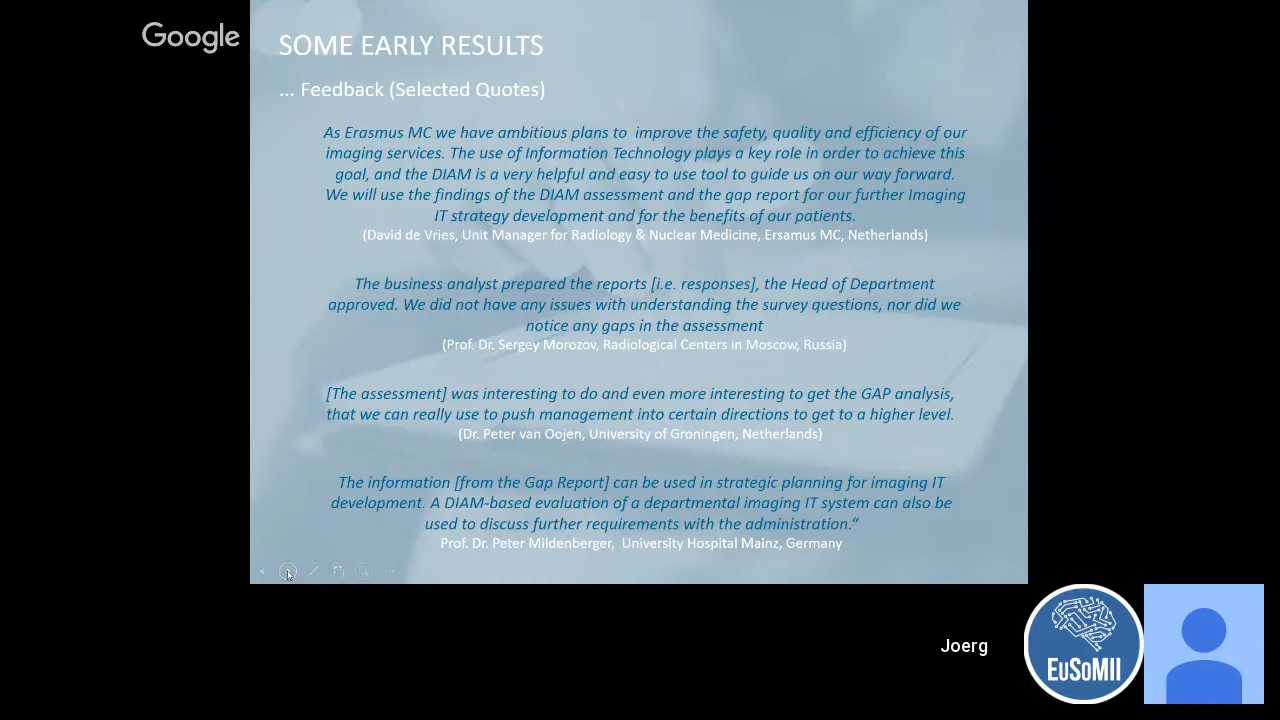 Google
SOME EARLY RESULTS
... Feedback (Selected Quotes)
As Erasmus MC we have ambitious plans to improve the safety, quality and efficiency of our
imaging services. The use of Information Technology plays a key role in order to achieve this
goal, and the DIAM is a very helpful and easy to use tool to guide us on our way forward.
We will use the findings of the DIAM assessment and the gap report for our further Imaging
IT strategy development and for the benefits of our patients.
(David de Vries, Unit Manager for Radiology & Nuclear Medicine, Ersamus MC, Netherlands)
The business analyst prepared the reports [i.e. responses], the Head of Department
approved. We did not have any issues with understanding the survey questions, nor did we
notice any gaps in the assessment
(Prof. Dr. Sergey Morozov, Radiological Centers in Moscow, Russia)
[The assessment] was interesting to do and even more interesting to get the GAP analysis,
that we can really use to push management into certain directions to get to a higher level.
(Dr. Peter van Oojen, University of Groningen, Netherlands)
The information [from the Gap Report] can be used in strategic planning for imaging IT
development. A DIAM-based evaluation of a departmental imaging IT system can also be
used to discuss further requirements with the administration.“
Prof. Dr. Peter Mildenberger, University Hospital Mainz, Germany
Joerg
EuSoMII